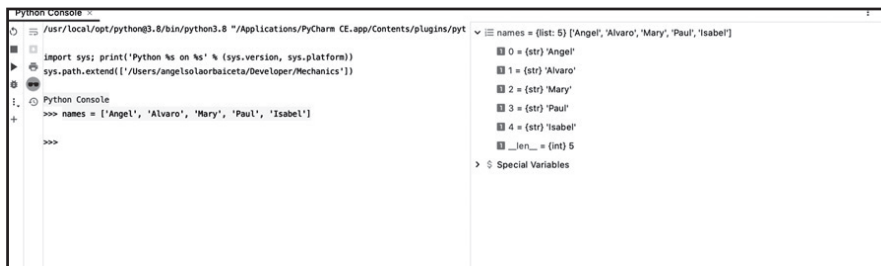 Python Console ×
/usr/local/opt/python@3.8/bin/python3.8 "/Applications/PyCharm CE.app/Contents/plugins/pyt
import sys; print('Python %s on %s' % (sys.version, sys.platform))
sys.path.extend(['/Users/angelsolaorbaiceta/Developer/Mechanics'])
Python Console
>>> names = ['Angel', 'Alvaro', 'Mary', 'Paul', 'Isabel']
>>>
names = {list: 5} ['Angel', 'Alvaro', 'Mary', 'Paul', 'Isabel']
0 = {str} 'Angel'
1 = {str} 'Alvaro'
2 = {str} 'Mary'
3 = {str} 'Paul'
4 = {str} 'Isabel'
__len__ = {int} 5
Special Variables